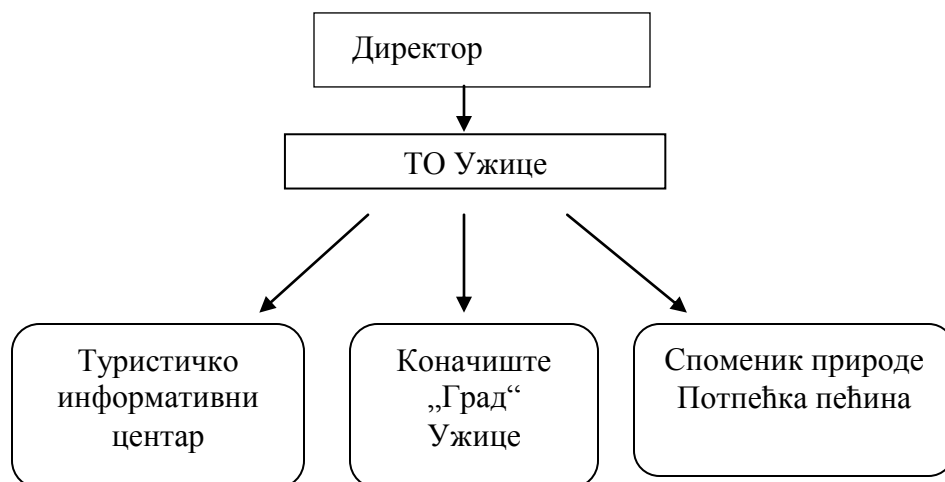 Директор
ТО Ужице
Туристичко
информативни
центар
Коначиште
„Град“
Ужице
Споменик природе
Потпећка пећина